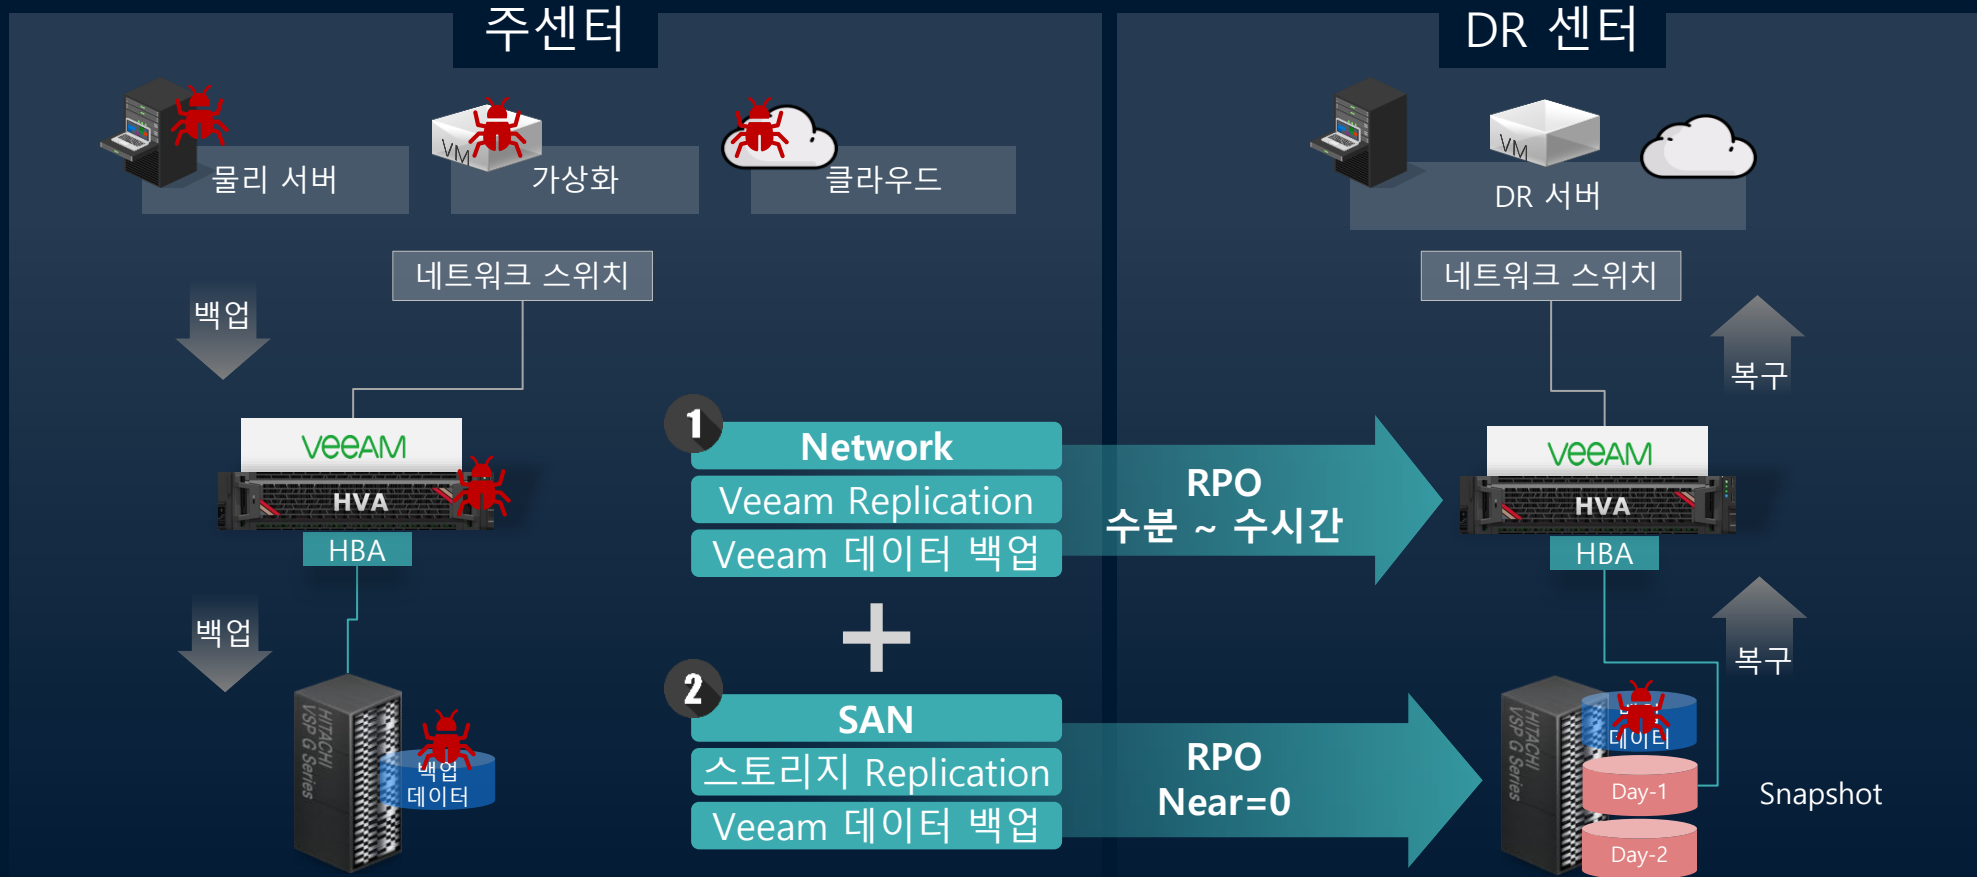 주센터
DR 센터
VM
물리 서버
가상화
클라우드
VM
DR 서버
네트워크 스위치
네트워크 스위치
백업
복구
veeAM
HVA
HBA
1
Network
Veeam Replication
Veeam 데이터 백업
RPO
수분 ~ 수시간
veeAM
HVA
HBA
백업
복구
2
SAN
스토리지 Replication
Veeam 데이터 백업
RPO
Near=0
HITACHI
VSP G Series
백업
데이터
HITACHI
VSP G Series
데이터
Day-1
Day-2
Snapshot